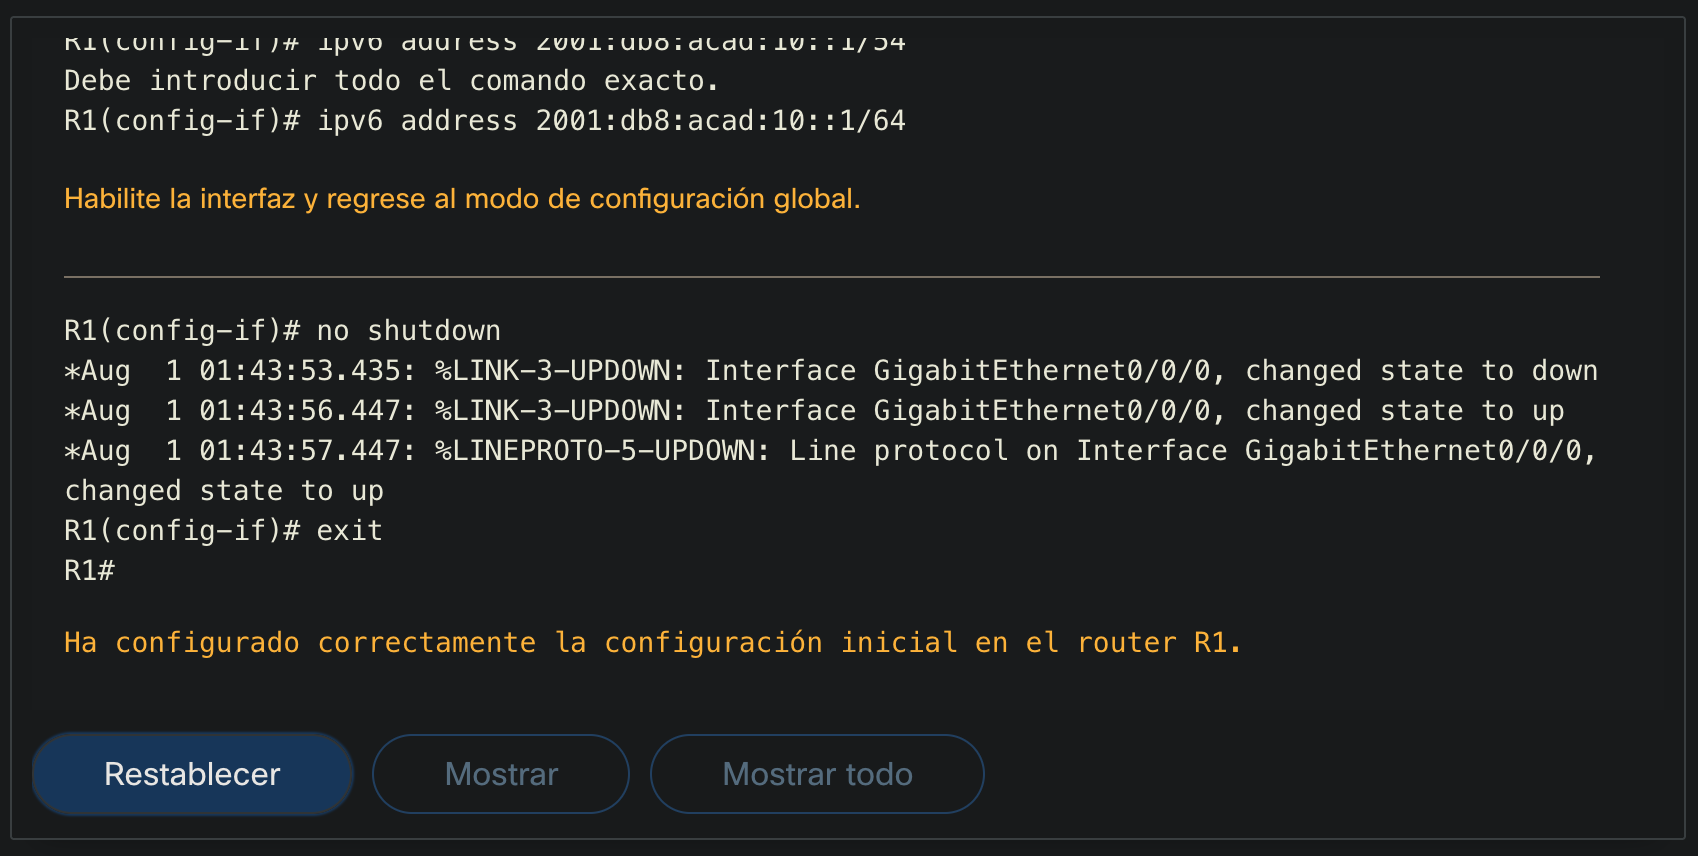 R1(config-if)# ipv6 address 2001:db8:acad:10::1/54
Debe introducir todo el comando exacto.
R1(config-if)# ipv6 address 2001:db8:acad:10::1/64
Habilite la interfaz y regrese al modo de configuración global.
R1(config-if)# no shutdown
*Aug  1 01:43:53.435: %LINK-3-UPDOWN: Interface GigabitEthernet0/0/0, changed state to down
*Aug  1 01:43:56.447: %LINK-3-UPDOWN: Interface GigabitEthernet0/0/0, changed state to up
*Aug  1 01:43:57.447: %LINEPROTO-5-UPDOWN: Line protocol on Interface GigabitEthernet0/0/0,
changed state to up
R1(config-if)# exit
R1#
Ha configurado correctamente la configuración inicial en el router R1.
Restablecer
Mostrar
Mostrar todo